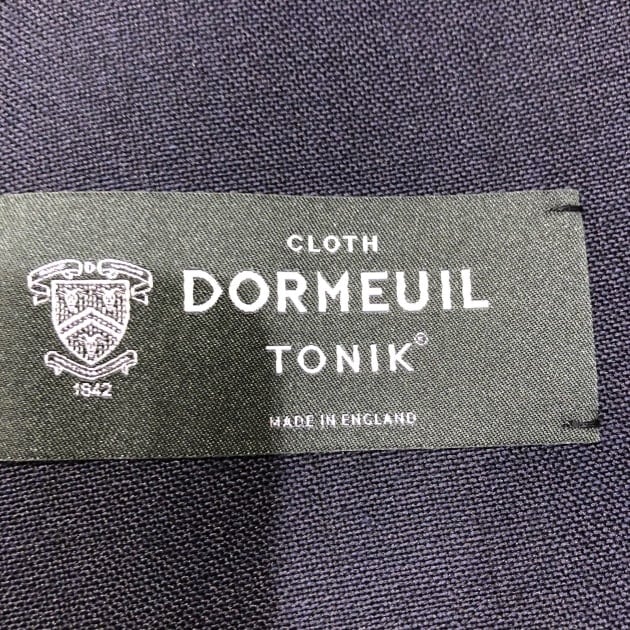 D
1842
CLOTH
DORMEUIL
TONIK®
MADE IN ENGLAND